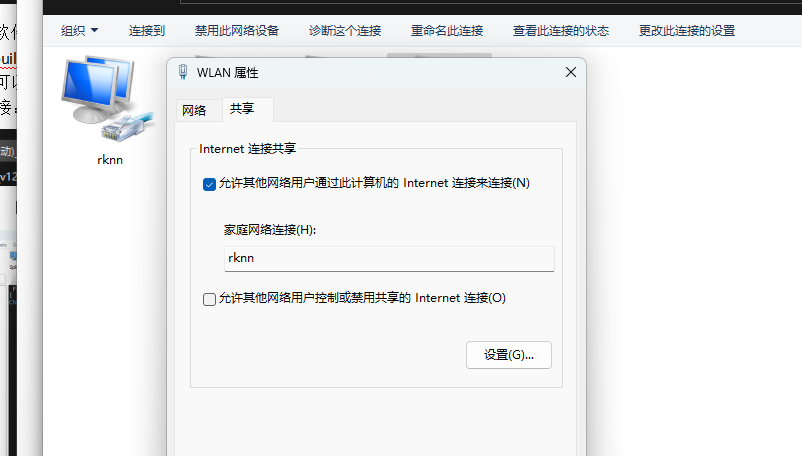 组织
连接到
禁用此网络设备
诊断这个连接
重命名此连接
查看此连接的状态
更改此连接的设置
WLAN 属性
网络
共享
rknn
Internet 连接共享
允许其他网络用户通过此计算机的 Internet 连接来连接(N)
家庭网络连接(H):
rknn
允许其他网络用户控制或禁用共享的 Internet 连接(O)
设置(G)...